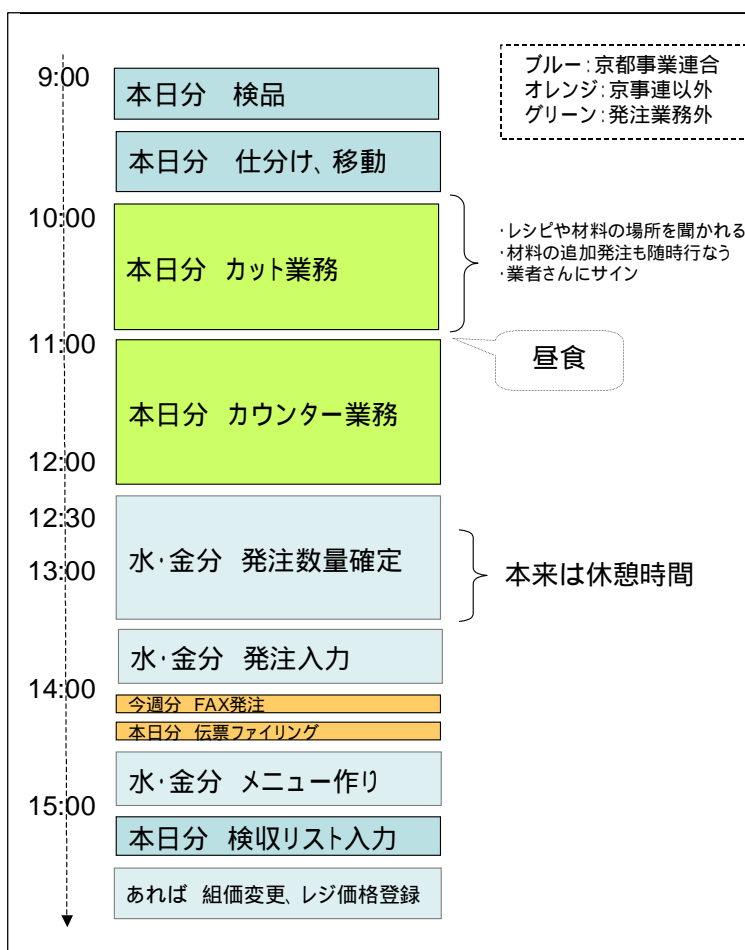 ブルー:京都事業連合
オレンジ:京事連以外
グリーン:発注業務外
9:00
本日分 検品
本日分 仕分け、移動
10:00
本日分 カット業務
・レシピや材料の場所を聞かれる
・材料の追加発注も随時行なう
・業者さんにサイン
11:00
昼食
本日分 カウンター業務
12:00
12:30
水・金分 発注数量確定
13:00
本来は休憩時間
水・金分 発注入力
14:00
今週分 FAX発注
本日分 伝票ファイリング
水・金分 メニュー作り
15:00
本日分 検収リスト入力
あれば 組価変更、レジ価格登録